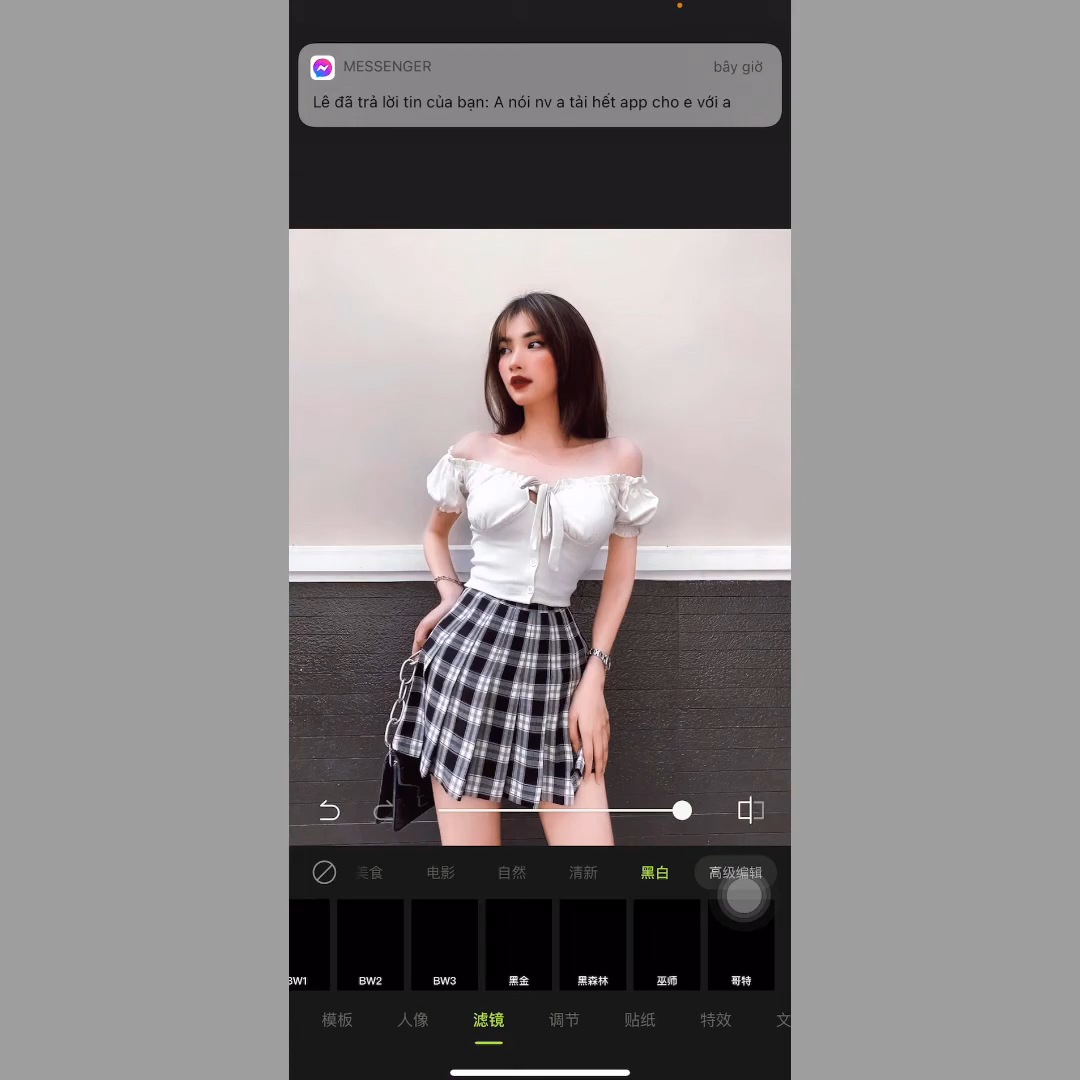 MESSENGER
bây giờ
Lê đã trả lời tin của bạn: A nói nv a tải hết app cho e với a
美食
电影
自然
清新
黑白
高级编辑
BW1
BW2
BW3
黑金
黑森林
巫师
哥特
模板
人像
滤镜
调节
贴纸
特效
文